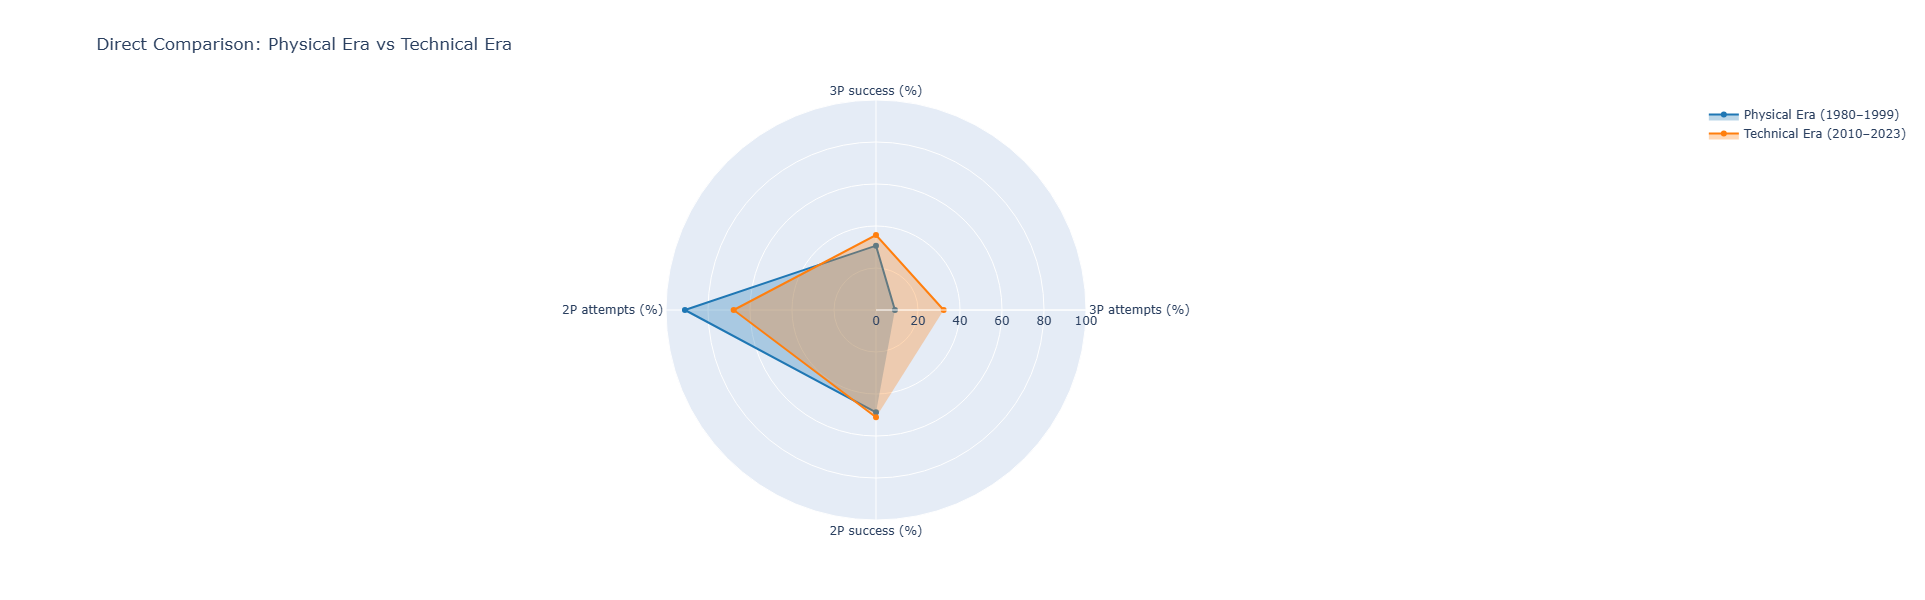 Direct Comparison: Physical Era vs Technical Era
3P success (%)
Physical Era (1980–1999)
Technical Era (2010–2023)
2P attempts (%)
3P attempts (%)
0 20 40 60 80 100
2P success (%)